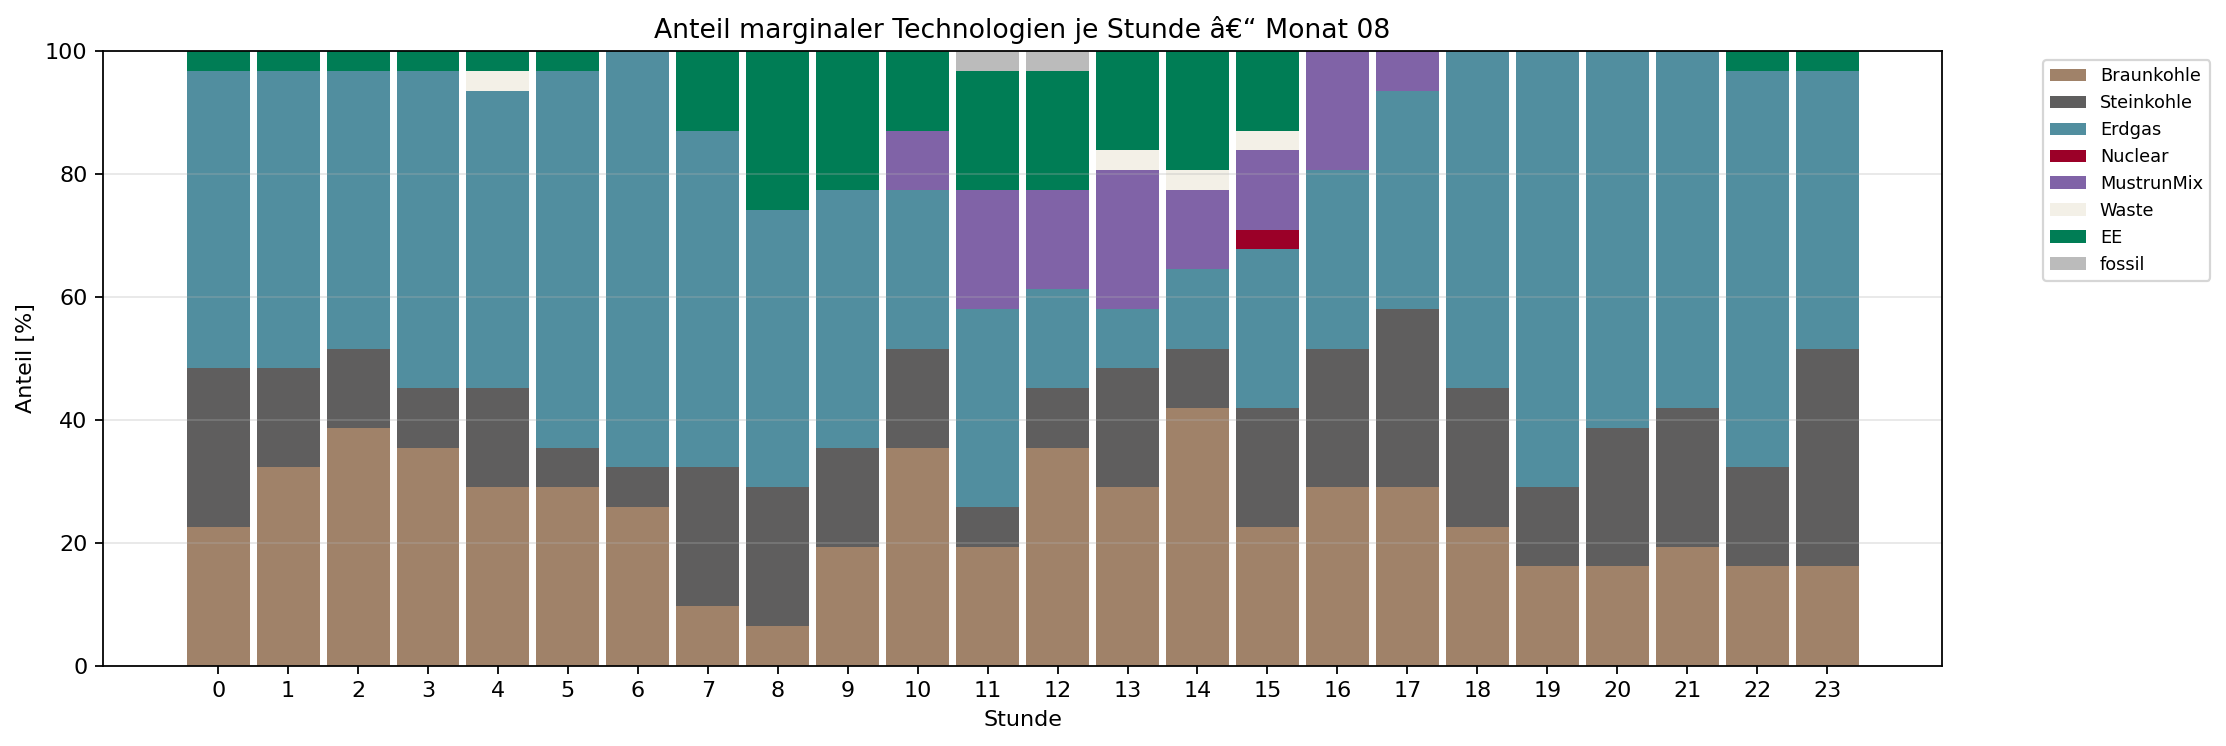 Anteil marginaler Technologien je Stunde â€“ Monat 08
Anteil [%]
100
80
60
40
20
0
0 1 2 3 4 5 6 7 8 9 10 11 12 13 14 15 16 17 18 19 20 21 22 23
Stunde
Braunkohle
Steinkohle
Erdgas
Nuclear
MustrunMix
Waste
EE
fossil